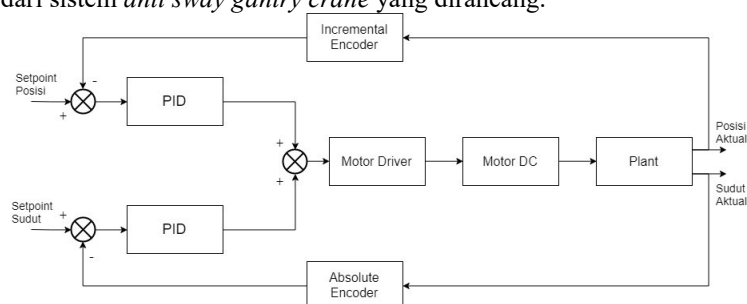 dari sistem anti sway gantry crane yang dirancang.
Incremental
Encoder
Setpoint
Posisi
-
+
PID
+
+
Motor Driver
Motor DC
Plant
Posisi
Aktual
Sudut
Aktual
Setpoint
Sudut
+
-
PID
Absolute
Encoder